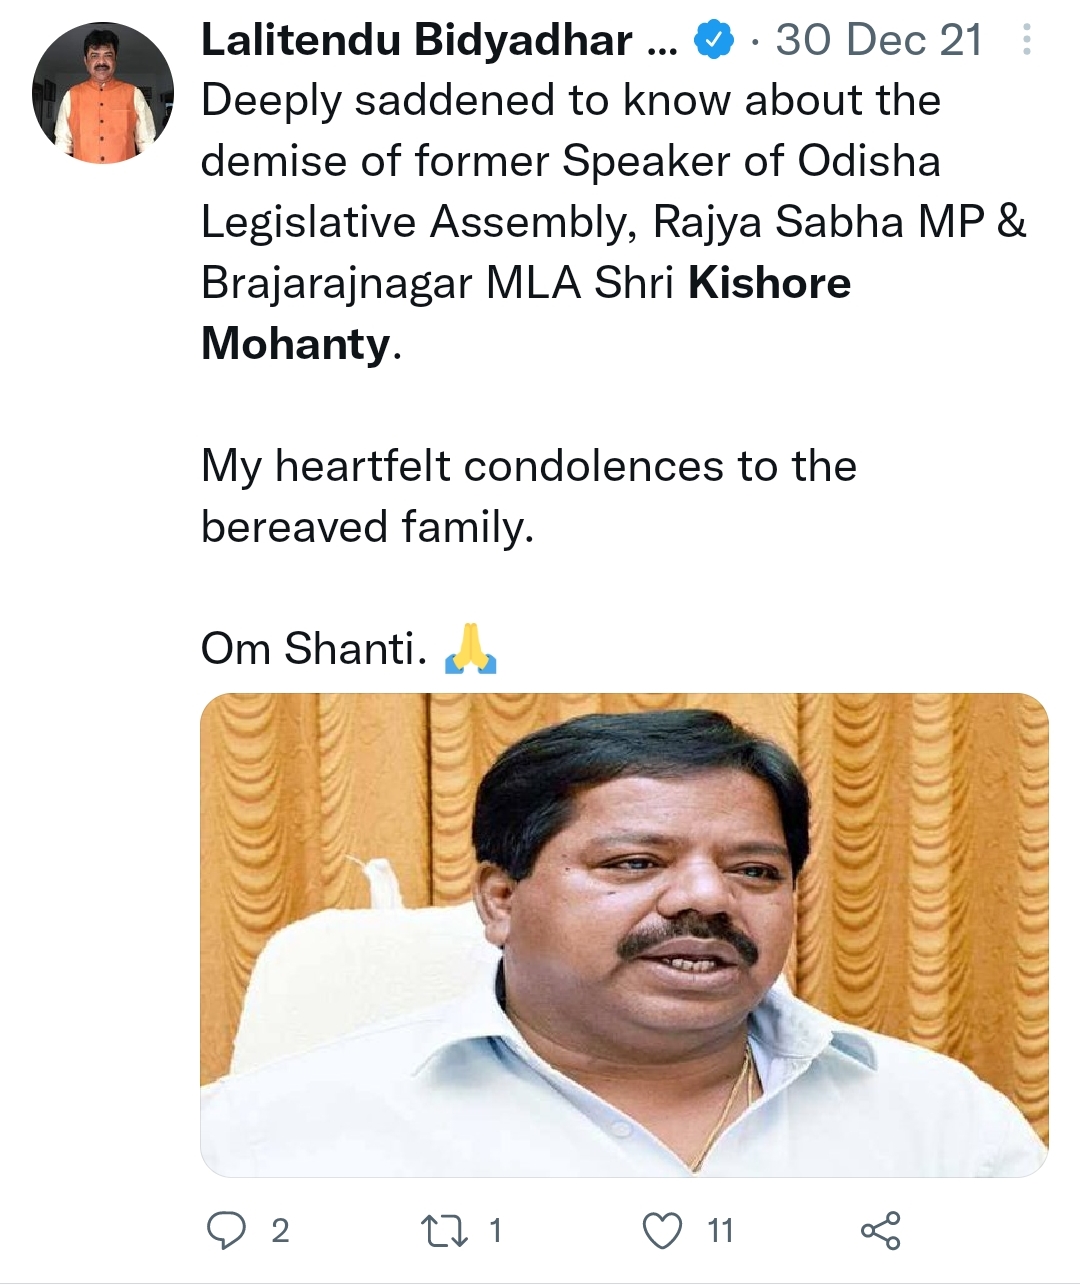 Lalitendu Bidyadhar ... · 30 Dec 21
Deeply saddened to know about the
demise of former Speaker of Odisha
Legislative Assembly, Rajya Sabha MP &
Brajarajnagar MLA Shri Kishore
Mohanty.
My heartfelt condolences to the
bereaved family.
Om Shanti. 🙏
2 1 11